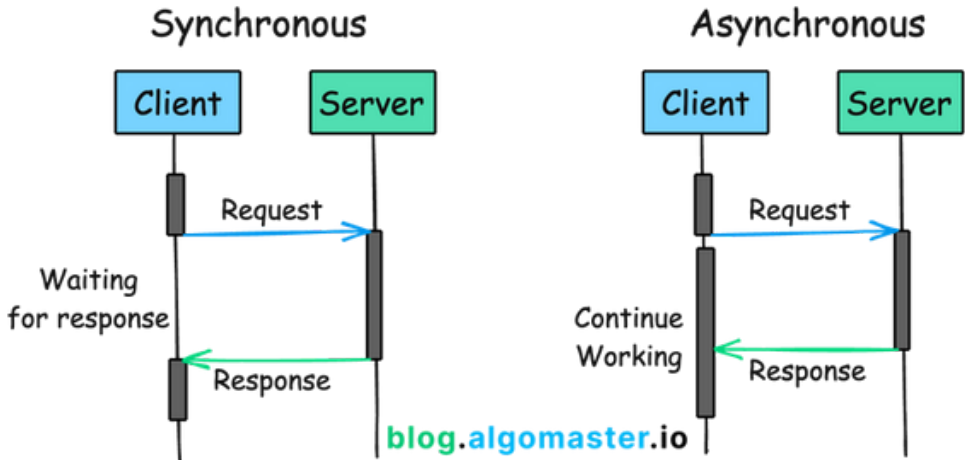 Synchronous
Client
Server
Request
Waiting
for response
Response
Asynchronous
Client
Server
Request
Continue
Working
Response
blog.algomaster.io